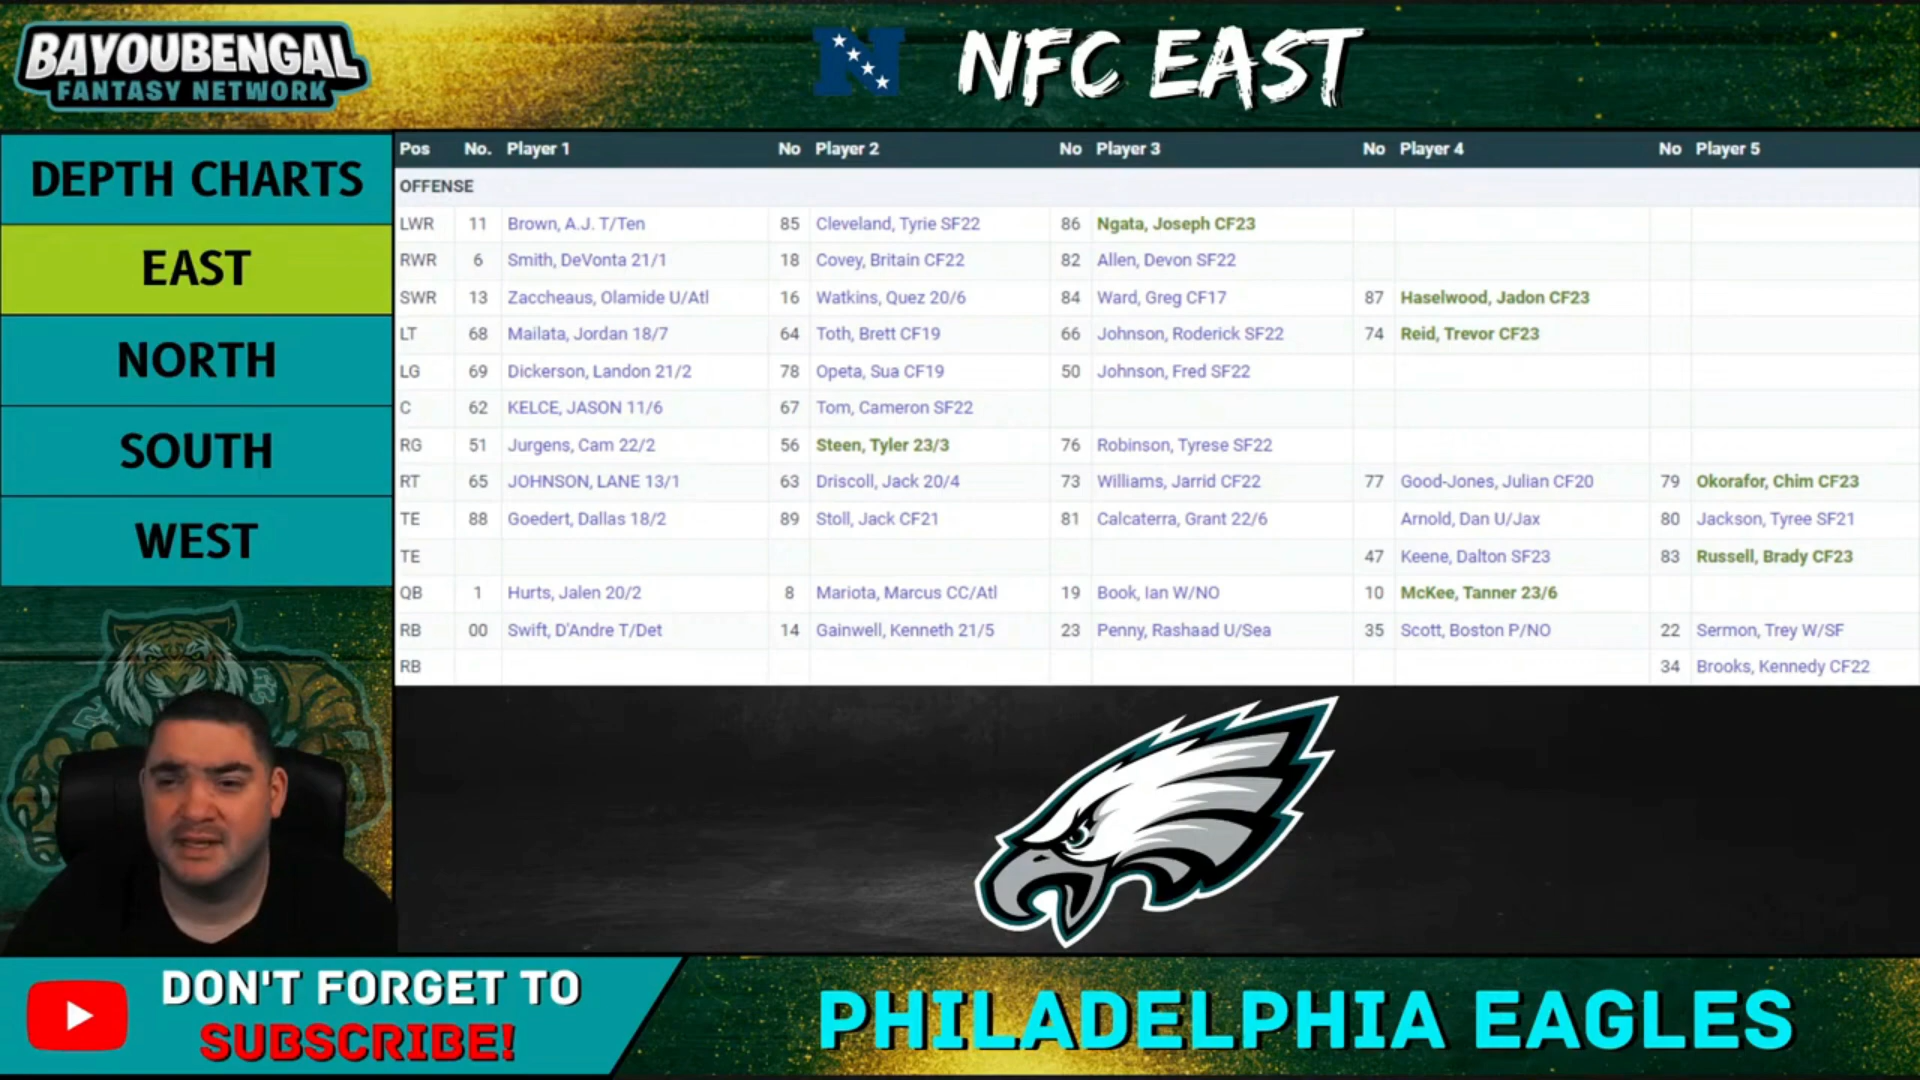 BAYOUBENGAL
FANTASY NETWORK
N NFC EAST
DEPTH CHARTS
EAST
NORTH
SOUTH
WEST
Pos No. Player 1 No Player 2 No Player 3 No Player 4 No Player 5
OFFENSE
LWR 11 Brown, A.J. T/Ten 85 Cleveland, Tyrie SF22 86 Ngata, Joseph CF23
RWR 6 Smith, DeVonta 21/1 18 Covey, Britain CF22 82 Allen, Devon SF22
SWR 13 Zaccheaus, Olamide U/Atl 16 Watkins, Quez 20/6 84 Ward, Greg CF17 87 Haselwood, Jadon CF23
LT 68 Mailata, Jordan 18/7 64 Toth, Brett CF19 66 Johnson, Roderick SF22 74 Reid, Trevor CF23
LG 69 Dickerson, Landon 21/2 78 Opeta, Sua CF19 50 Johnson, Fred SF22
C 62 KELCE, JASON 11/6 67 Tom, Cameron SF22
RG 51 Jurgens, Cam 22/2 56 Steen, Tyler 23/3 76 Robinson, Tyrese SF22
RT 65 JOHNSON, LANE 13/1 63 Driscoll, Jack 20/4 73 Williams, Jarrid CF22 77 Good-Jones, Julian CF20 79 Okorafor, Chim CF23
TE 88 Goedert, Dallas 18/2 89 Stoll, Jack CF21 81 Calcaterra, Grant 22/6 Arnold, Dan U/Jax 80 Jackson, Tyree SF21
TE 47 Keene, Dalton SF23 83 Russell, Brady CF23
QB 1 Hurts, Jalen 20/2 8 Mariota, Marcus CC/Atl 19 Book, Ian W/NO 10 McKee, Tanner 23/6
RB 00 Swift, D'Andre T/Det 14 Gainwell, Kenneth 21/5 23 Penny, Rashaad U/Sea 35 Scott, Boston P/NO 22 Sermon, Trey W/SF
RB 34 Brooks, Kennedy CF22
DON'T FORGET TO
SUBSCRIBE!
PHILADELPHIA EAGLES